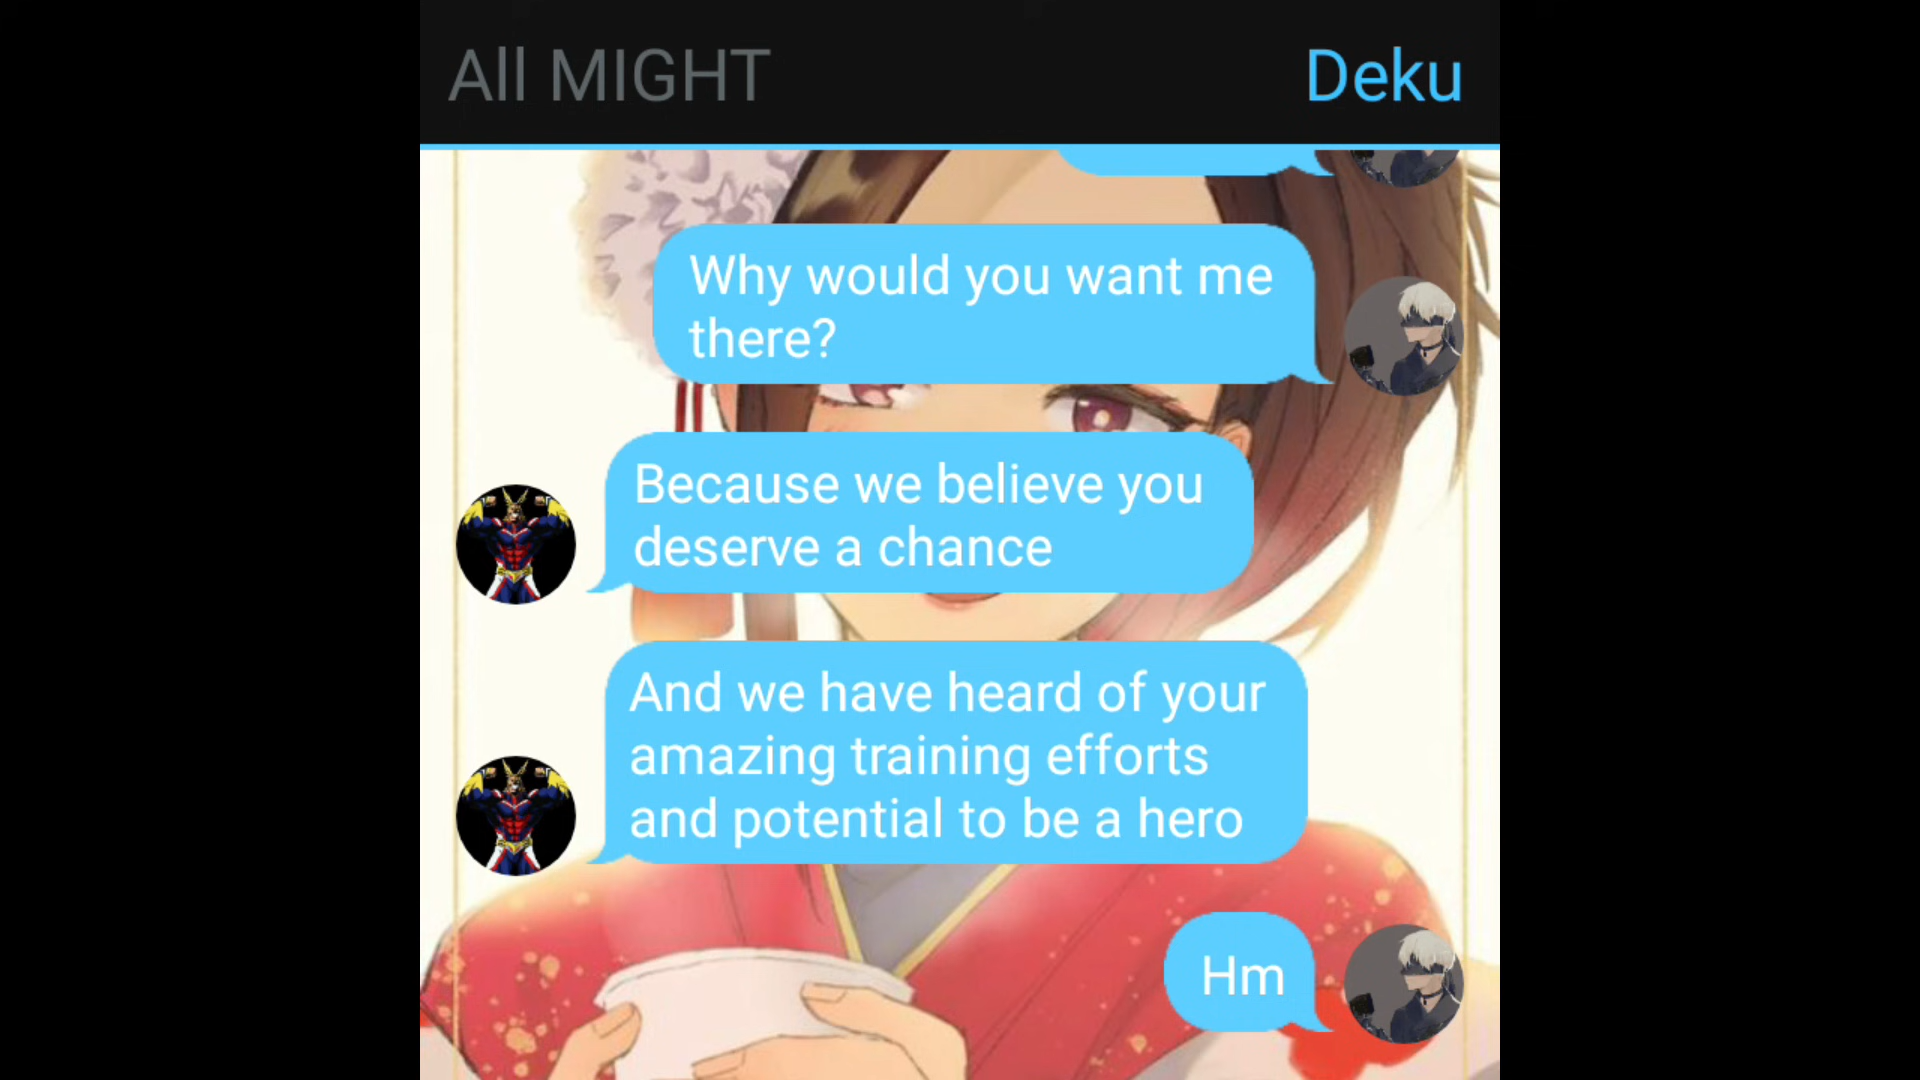 All MIGHT
Deku
Why would you want me
there?
Because we believe you
deserve a chance
And we have heard of your
amazing training efforts
and potential to be a hero
Hm